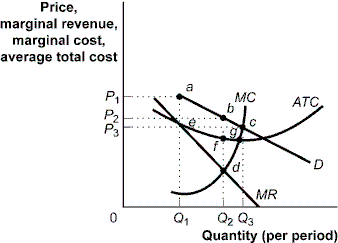 Price,
marginal revenue,
marginal cost,
average total cost
MC
ATC
P1
a
P2
b
P3
e
c
g
f
D
d
MR
0
Q1
Q2
Q3
Quantity (per period)